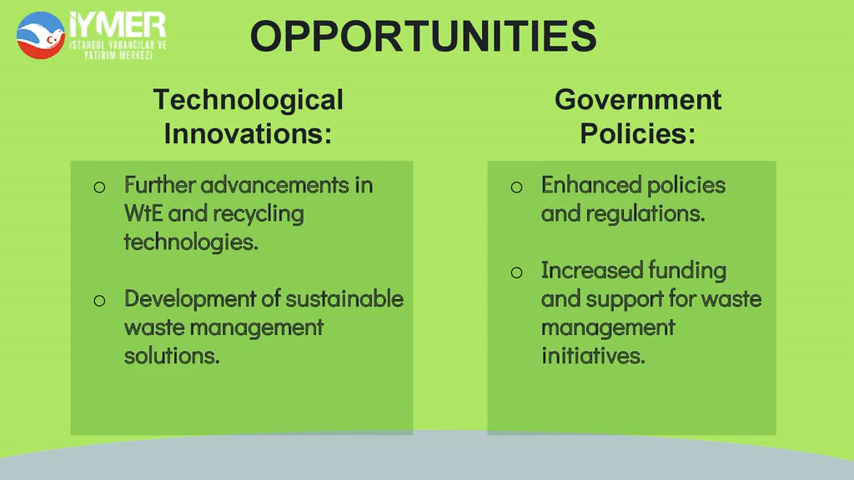 İYMER
İSTANBUL YABANCILAR VE
YATIRIM MERKEZİ
OPPORTUNITIES
Technological
Innovations:
○ Further advancements in
WtE and recycling
technologies.
○ Development of sustainable
waste management
solutions.
Government
Policies:
○ Enhanced policies
and regulations.
○ Increased funding
and support for waste
management
initiatives.